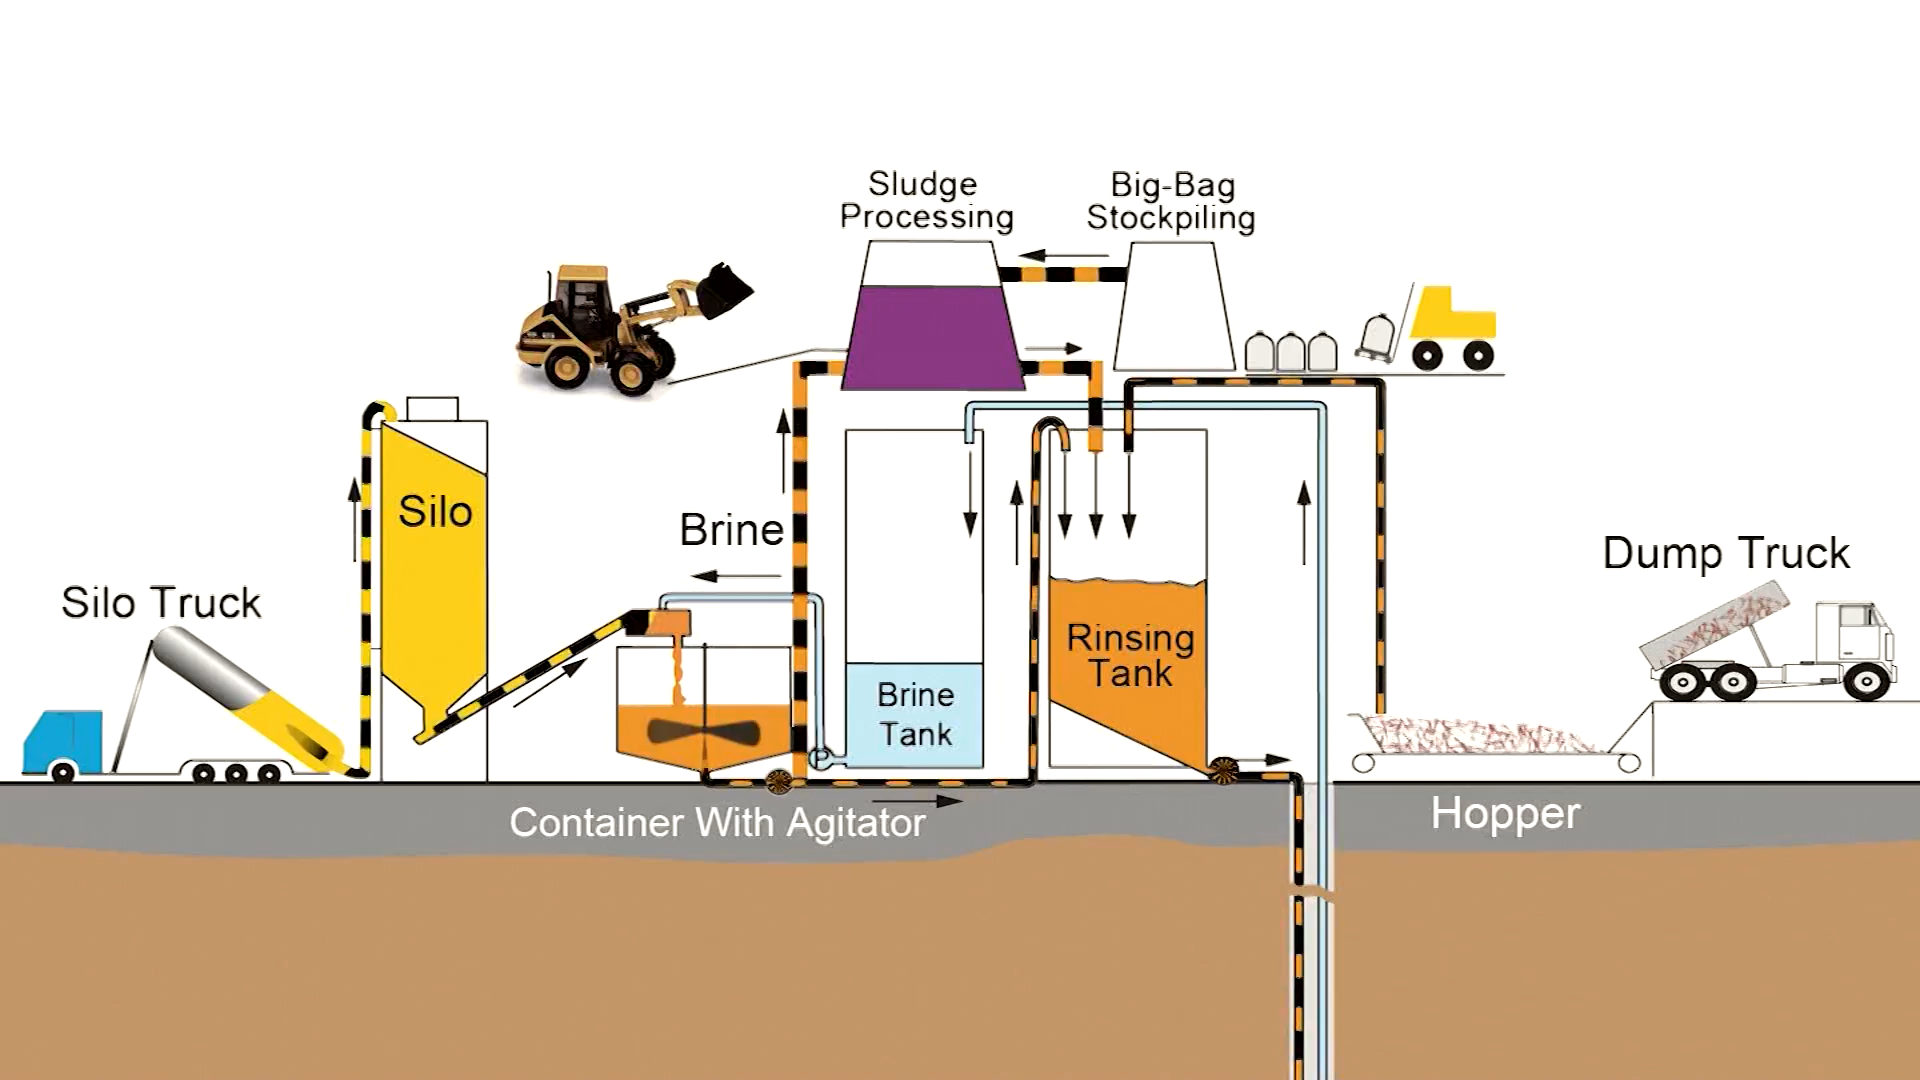 Sludge
Processing
Big-Bag
Stockpiling
Silo
Brine
Dump Truck
Silo Truck
Rinsing
Tank
Brine
Tank
P
Container With Agitator
Hopper